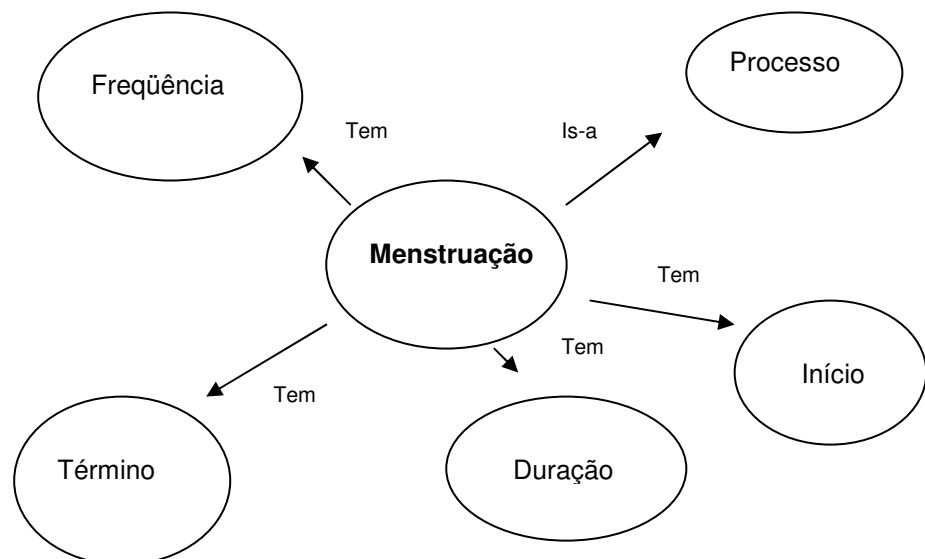 Processo
Freqüência
Tem
Is-a
Menstruação
Tem
Tem
Início
Tem
Término
Duração